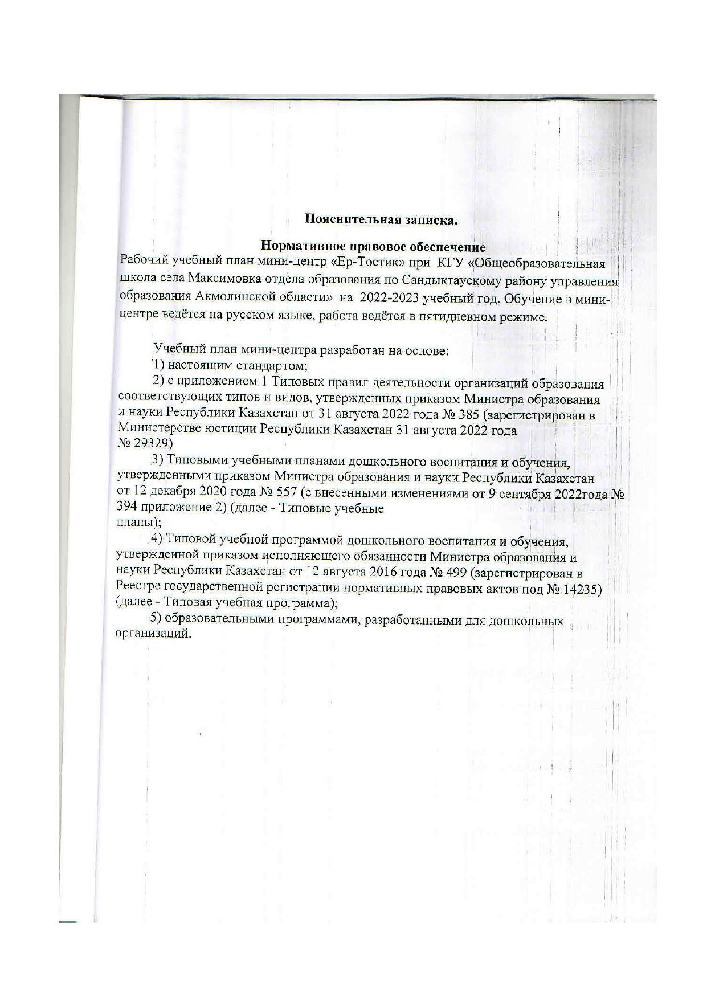 Пояснительная записка.
Нормативное правовое обеспечение
Рабочий учебный план мини-центр «Ер-Тостик» при КГУ «Общеобразовательная
школа села Максимовка отдела образования по Сандыктаускому району управления
образования Акмолинской области» на 2022-2023 учебный год. Обучение в мини-
центре ведётся на русском языке, работа ведётся в пятидневном режиме.
Учебный план мини-центра разработан на основе:
1) настоящим стандартом;
2) с приложением 1 Типовых правил деятельности организаций образования
соответствующих типов и видов, утвержденных приказом Министра образования
и науки Республики Казахстан от 31 августа 2022 года № 385 (зарегистрирован в
Министерстве юстиции Республики Казахстан 31 августа 2022 года
№ 29329)
3) Типовыми учебными планами дошкольного воспитания и обучения,
утвержденными приказом Министра образования и науки Республики Казахстан
от 12 декабря 2020 года № 557 (с внесенными изменениями от 9 сентября 2022года №
394 приложение 2) (далее - Типовые учебные
планы);
4) Типовой учебной программой дошкольного воспитания и обучения,
утвержденной приказом исполняющего обязанности Министра образования и
науки Республики Казахстан от 12 августа 2016 года № 499 (зарегистрирован в
Реестре государственной регистрации нормативных правовых актов под № 14235)
(далее - Типовая учебная программа);
5) образовательными программами, разработанными для дошкольных
организаций.